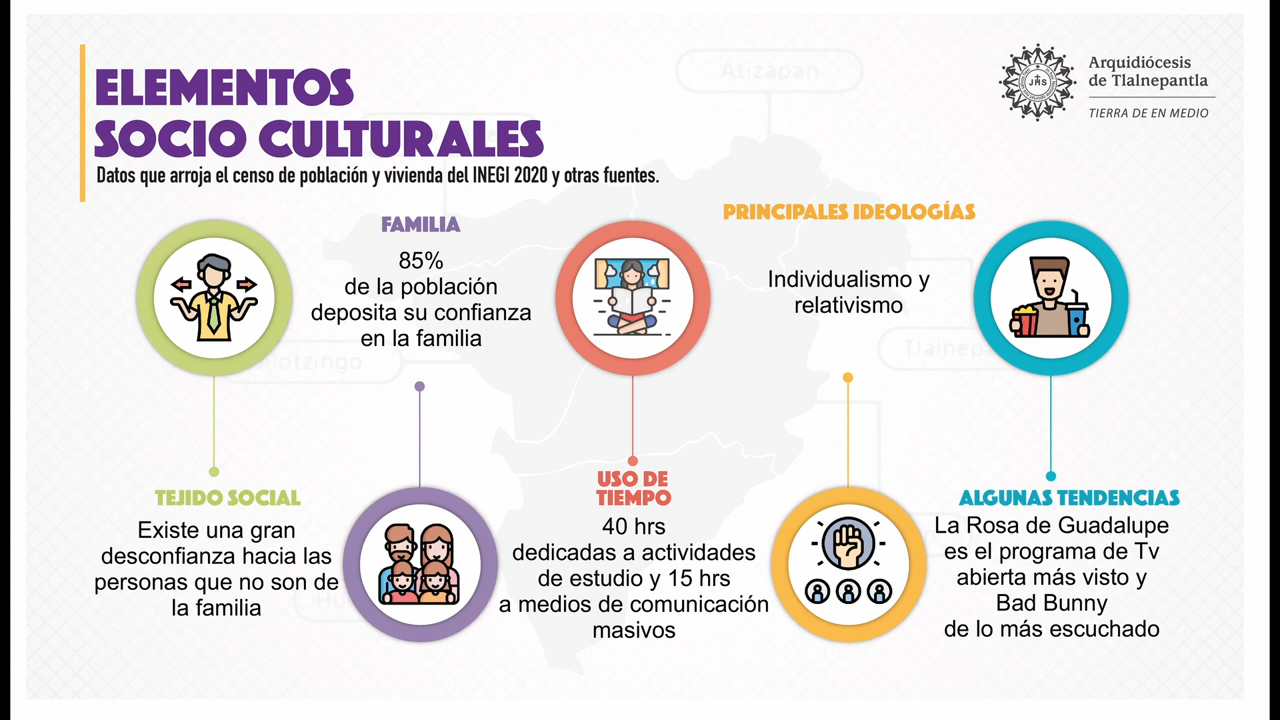 ELEMENTOS
SOCIO CULTURALES
Datos que arroja el censo de población y vivienda del INEGI 2020 y otras fuentes.
Arquidiócesis
de Tlalnepantla
TIERRA DE EN MEDIO
JHS
Atizapan
FAMILIA
85%
de la población
deposita su confianza
en la familia
PRINCIPALES IDEOLOGÍAS
Individualismo y
relativismo
TEJIDO SOCIAL
Existe una gran
desconfianza hacia las
personas que no son de
la familia
USO DE
TIEMPO
40 hrs
dedicadas a actividades
de estudio y 15 hrs
a medios de comunicación
masivos
ALGUNAS TENDENCIAS
La Rosa de Guadalupe
es el programa de Tv
abierta más visto y
Bad Bunny
de lo más escuchado